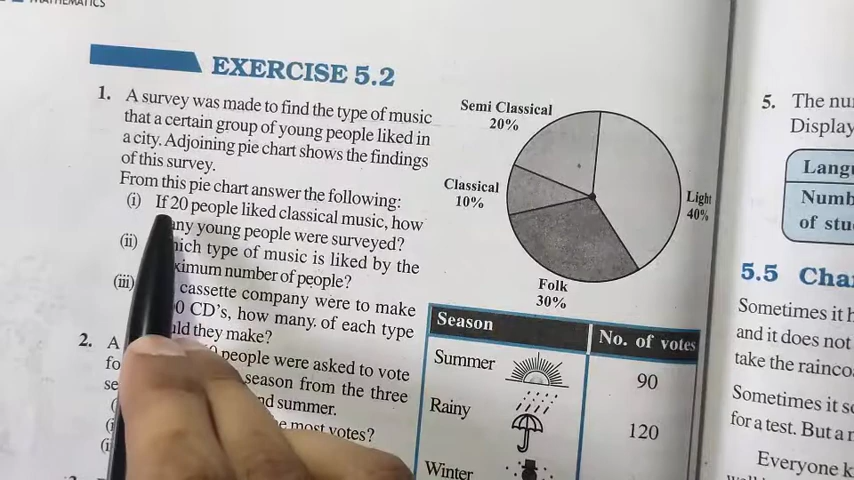 MATHEMATICS
EXERCISE 5.2
1. A survey was made to find the type of music
that a certain group of young people liked in
a city. Adjoining pie chart shows the findings
of this survey.
From this pie chart answer the following:
(i) If 20 people liked classical music, how
any young people were surveyed?
(ii) hich type of music is liked by the
ximum number of people?
(iii) cassette company were to make
0 CD's, how many. of each type
uld they make?
2. A people were asked to vote
fo season from the three
se nd summer.
e most votes?
Semi Classical
20%
Classical
10%
Light
40%
Folk
30%
Season No. of votes
Summer 90
Rainy 120
Winter
5. The nu
Display
Langu
Numb
of stu
5.5 Cha
Sometimes it h
and it does not
take the rainco
Sometimes it s
for a test. But a n
Everyone k